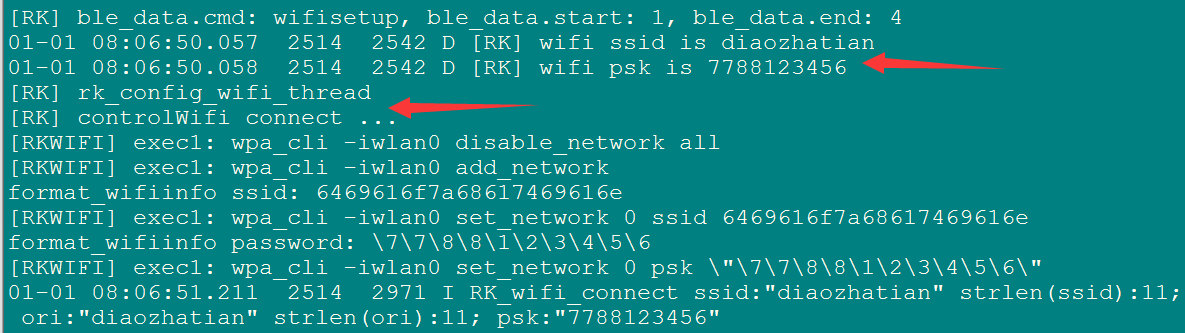 [RK] ble_data.cmd: wifisetup, ble_data.start: 1, ble_data.end: 4
01-01 08:06:50.057  2514  2542 D [RK] wifi ssid is diaozhatian
01-01 08:06:50.058  2514  2542 D [RK] wifi psk is 7788123456
[RK] rk_config_wifi_thread
[RK] controlWifi connect ...
[RKWIFI] exec1: wpa_cli -iwlan0 disable_network all
[RKWIFI] exec1: wpa_cli -iwlan0 add_network
format_wifiinfo ssid: 6469616f7a68617469616e
[RKWIFI] exec1: wpa_cli -iwlan0 set_network 0 ssid 6469616f7a68617469616e
format_wifiinfo password: \7\7\8\8\1\2\3\4\5\6
[RKWIFI] exec1: wpa_cli -iwlan0 set_network 0 psk \"\7\7\8\8\1\2\3\4\5\6\"
01-01 08:06:51.211  2514  2971 I RK_wifi_connect ssid:"diaozhatian" strlen(ssid):11;
 ori:"diaozhatian" strlen(ori):11; psk:"7788123456"